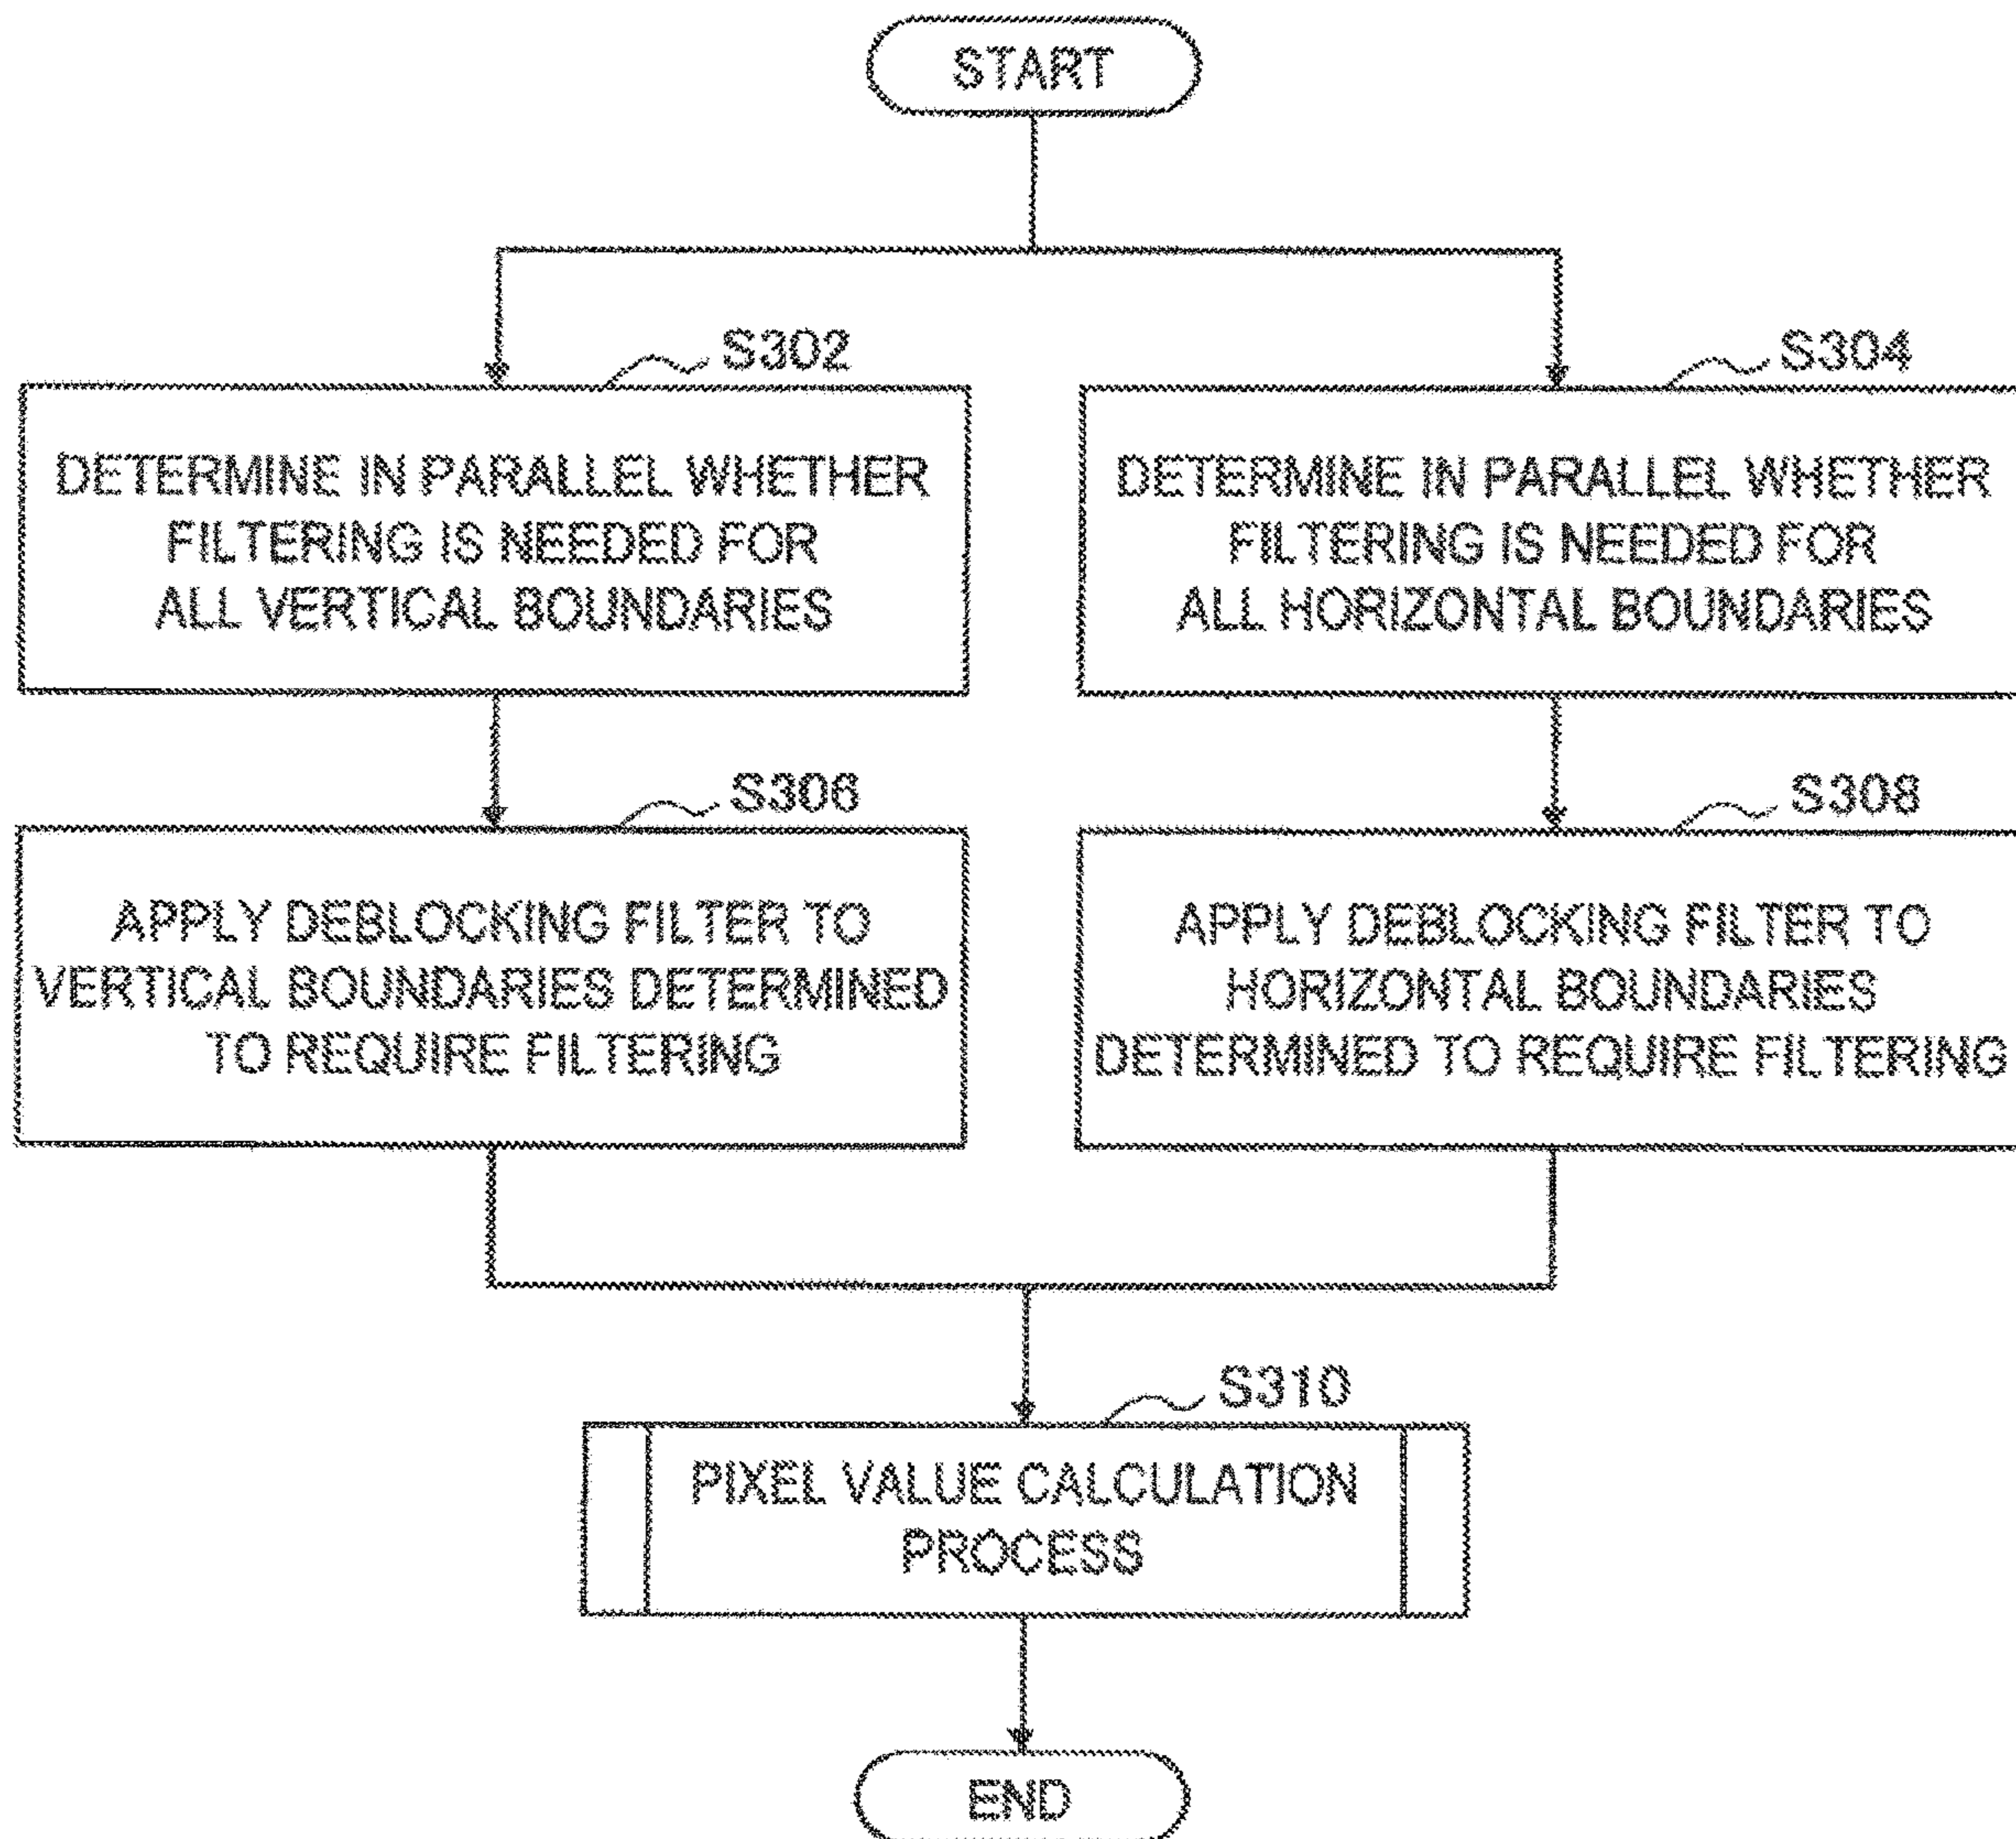 START
S302
DETERMINE IN PARALLEL WHETHER
FILTERING IS NEEDED FOR
ALL VERTICAL BOUNDARIES
S304
DETERMINE IN PARALLEL WHETHER
FILTERING IS NEEDED FOR
ALL HORIZONTAL BOUNDARIES
S306
APPLY DEBLOCKING FILTER TO
VERTICAL BOUNDARIES DETERMINED
TO REQUIRE FILTERING
S308
APPLY DEBLOCKING FILTER TO
HORIZONTAL BOUNDARIES
DETERMINED TO REQUIRE FILTERING
S310
PIXEL VALUE CALCULATION
PROCESS
END